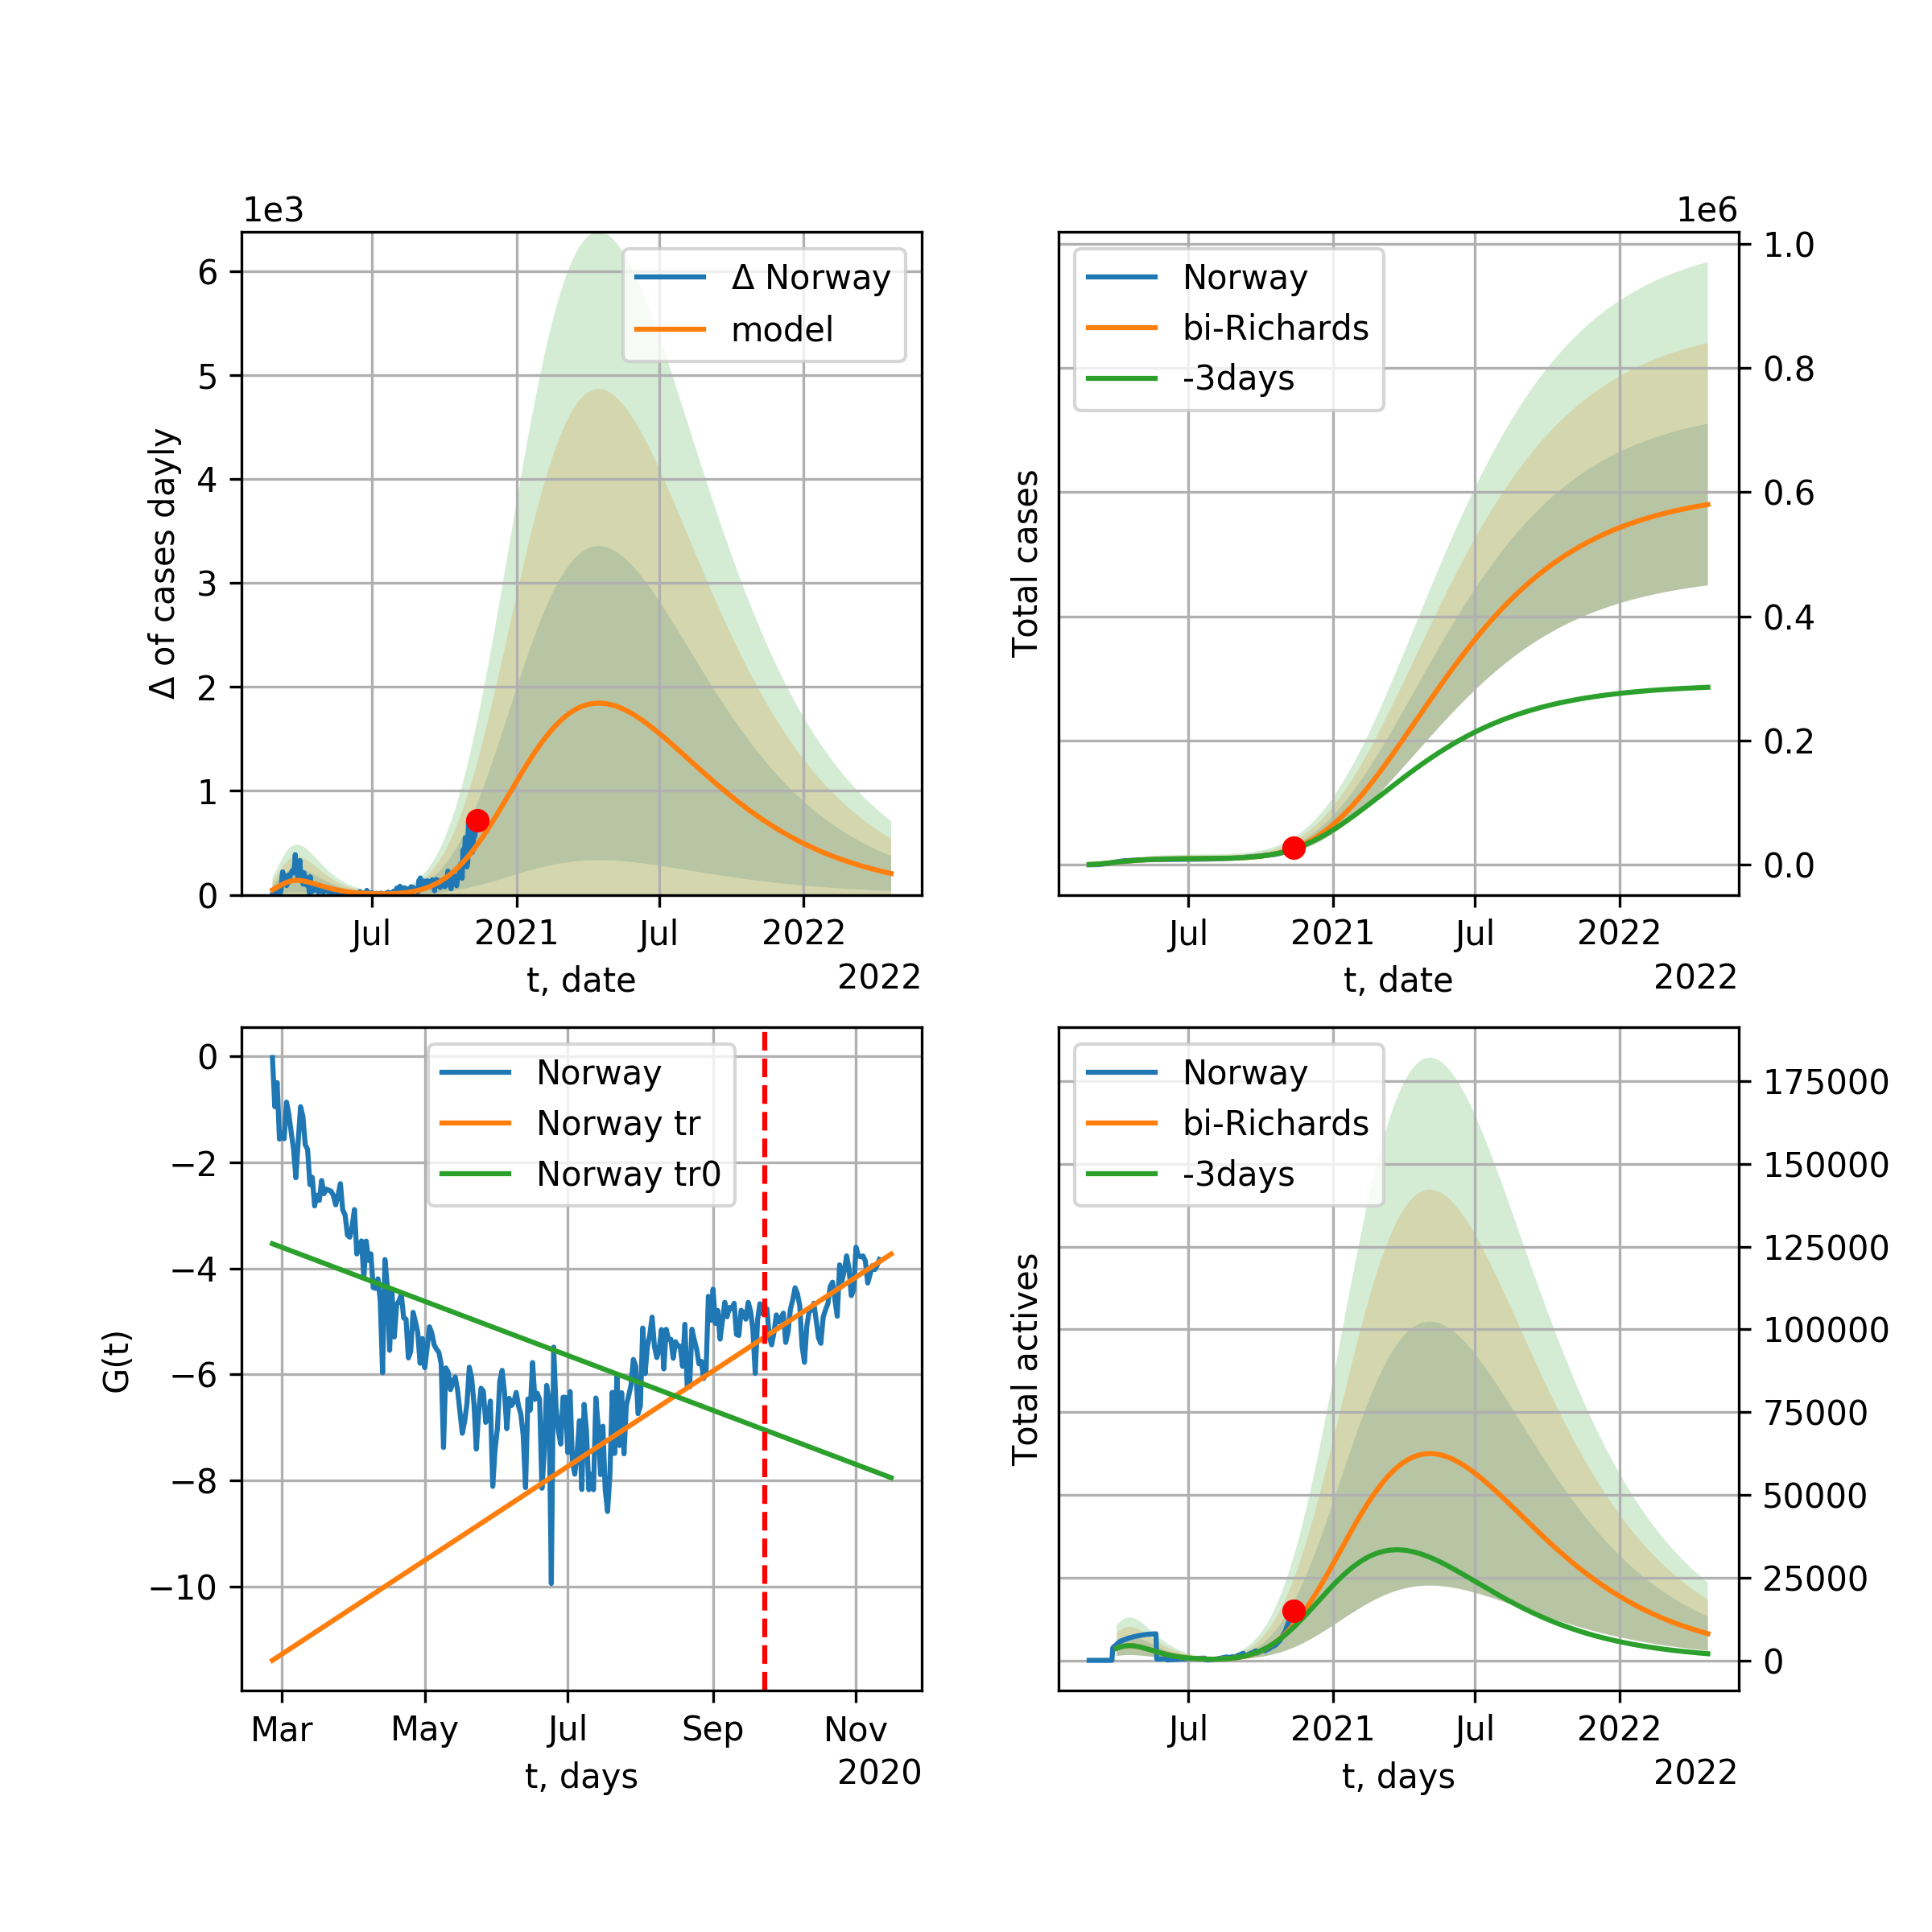 1e3
6
5
4
3
2
1
0
Δ of cases dayly
Δ Norway
model
Jul
2021
Jul
2022
t, date
2022
1e6
1.0
0.8
0.6
0.4
0.2
0.0
Total cases
Norway
bi-Richards
-3days
Jul
2021
Jul
2022
t, date
2022
0
−2
−4
−6
−8
−10
G(t)
Norway
Norway tr
Norway tr0
Mar
May
Jul
Sep
Nov
t, days
2020
175000
150000
125000
100000
75000
50000
25000
0
Total actives
Norway
bi-Richards
-3days
Jul
2021
Jul
2022
t, days
2022